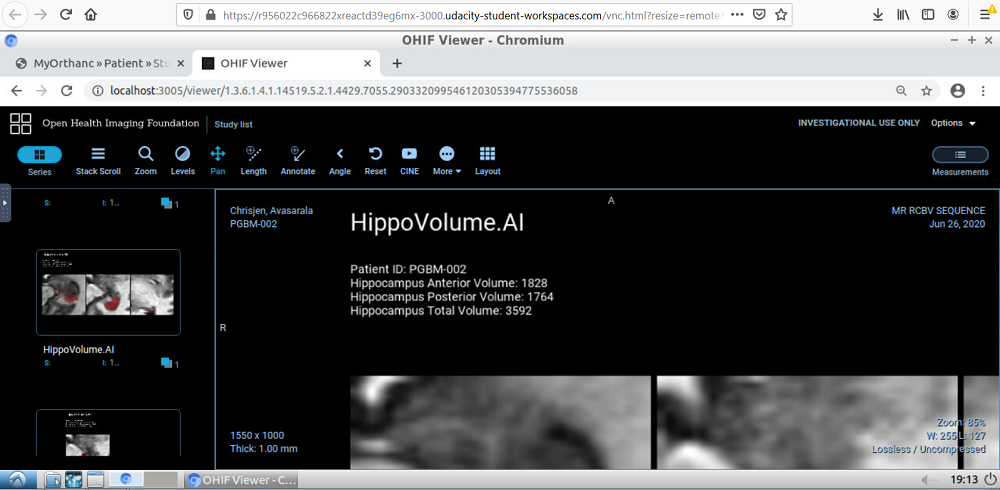 https://r956022c966822xreactd39eg6mx-3000.udacity-student-workspaces.com/vnc.html?resize=remote
OHIF Viewer - Chromium
MyOrthanc » Patient » Stu
OHIF Viewer
localhost:3005/viewer/1.3.6.1.4.1.14519.5.2.1.4429.7055.290332099546120305394775536058
Open Health Imaging Foundation
Study list
INVESTIGATIONAL USE ONLY
Options
Series
Stack Scroll
Zoom
Levels
Pan
Length
Annotate
Angle
Reset
CINE
More
Layout
Measurements
S:
I: 1...
1
HippoVolume.AI
S:
I: 1...
1
Chrisjen, Avasarala
PGBM-002
A
MR RCBV SEQUENCE
Jun 26, 2020
HippoVolume.AI
Patient ID: PGBM-002
Hippocampus Anterior Volume: 1828
Hippocampus Posterior Volume: 1764
Hippocampus Total Volume: 3592
R
1550 x 1000
Thick: 1.00 mm
Zoom: 85%
W: 255 L: 127
Lossless / Uncompressed
OHIF Viewer - C...
19:13